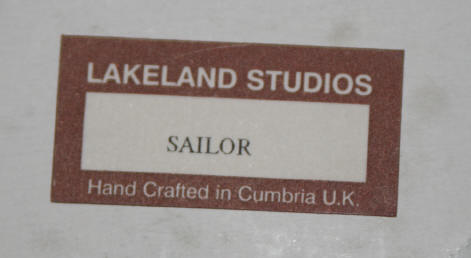 LAKELAND STUDIOS
SAILOR
Hand Crafted in Cumbria U.K.